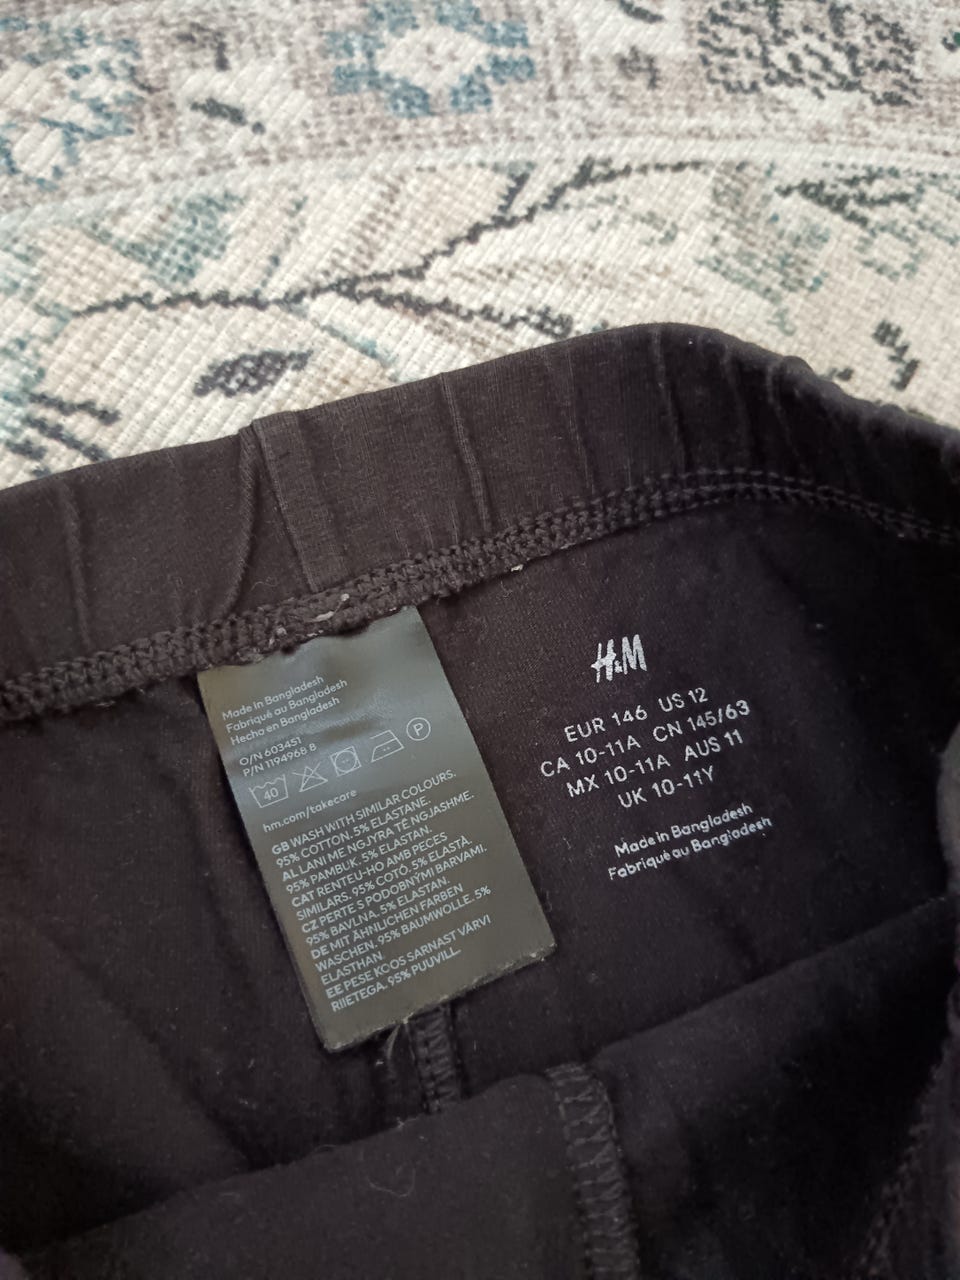 Made in Bangladesh
Fabriqué au Bangladesh
Hecho en Bangladesh
O/N 603451
P/N 1194968 B
40
P
hm.com/takecare
GB WASH WITH SIMILAR COLOURS.
95% COTTON. 5% ELASTANE.
AL LANI ME NGJYRA TË NGJASHME.
95% PAMBUK. 5% ELASTAN.
CAT RENTEU-HO AMB PECES
SIMILARS. 95% COTÓ. 5% ELASTÀ.
CZ PERTE S PODOBNÝMI BARVAMI.
95% BAVLNA. 5% ELASTAN.
DE MIT ÄHNLICHEN FARBEN
WASCHEN. 95% BAUMWOLLE. 5%
ELASTHAN.
EE PESE KOOS SARNAST VÄRVI
RIIETEGA. 95% PUUVILL.
H&M
EUR 146 US 12
CA 10-11A CN 145/63
MX 10-11A AUS 11
UK 10-11Y
Made in Bangladesh
Fabriqué au Bangladesh